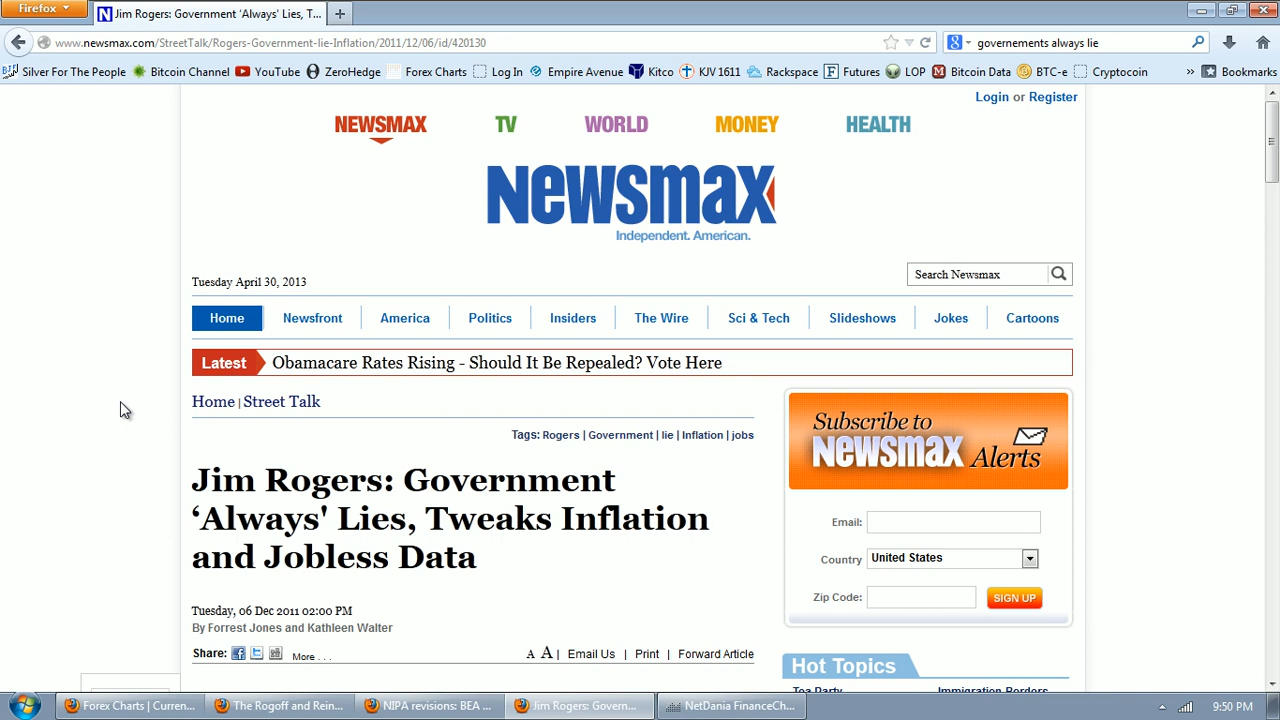 Firefox
Jim Rogers: Government 'Always' Lies, T...
www.newsmax.com/StreetTalk/Rogers-Government-lie-Inflation/2011/12/06/id/420130
governements always lie
Silver For The People
Bitcoin Channel
YouTube
ZeroHedge
Forex Charts
Log In
Empire Avenue
Kitco
KJV 1611
Rackspace
Futures
LOP
Bitcoin Data
BTC-e
Cryptocoin
»
Bookmarks
Login or Register
NEWSMAX TV WORLD MONEY HEALTH
Newsmax
Independent. American.
Tuesday April 30, 2013
Search Newsmax
Home Newsfront America Politics Insiders The Wire Sci & Tech Slideshows Jokes Cartoons
Latest Obamacare Rates Rising - Should It Be Repealed? Vote Here
Home | Street Talk
Tags: Rogers | Government | lie | Inflation | jobs
Jim Rogers: Government
‘Always' Lies, Tweaks Inflation
and Jobless Data
Tuesday, 06 Dec 2011 02:00 PM
By Forrest Jones and Kathleen Walter
Share: More . . .
A A | Email Us | Print | Forward Article
Subscribe to
NEWSMAX
Alerts
Email:
Country United States
Zip Code: SIGN UP
Hot Topics
Tea Party Immigration Borders
Forex Charts | Curren...
The Rogoff and Rein...
NIPA revisions: BEA ...
Jim Rogers: Govern...
NetDania FinanceCh...
9:50 PM